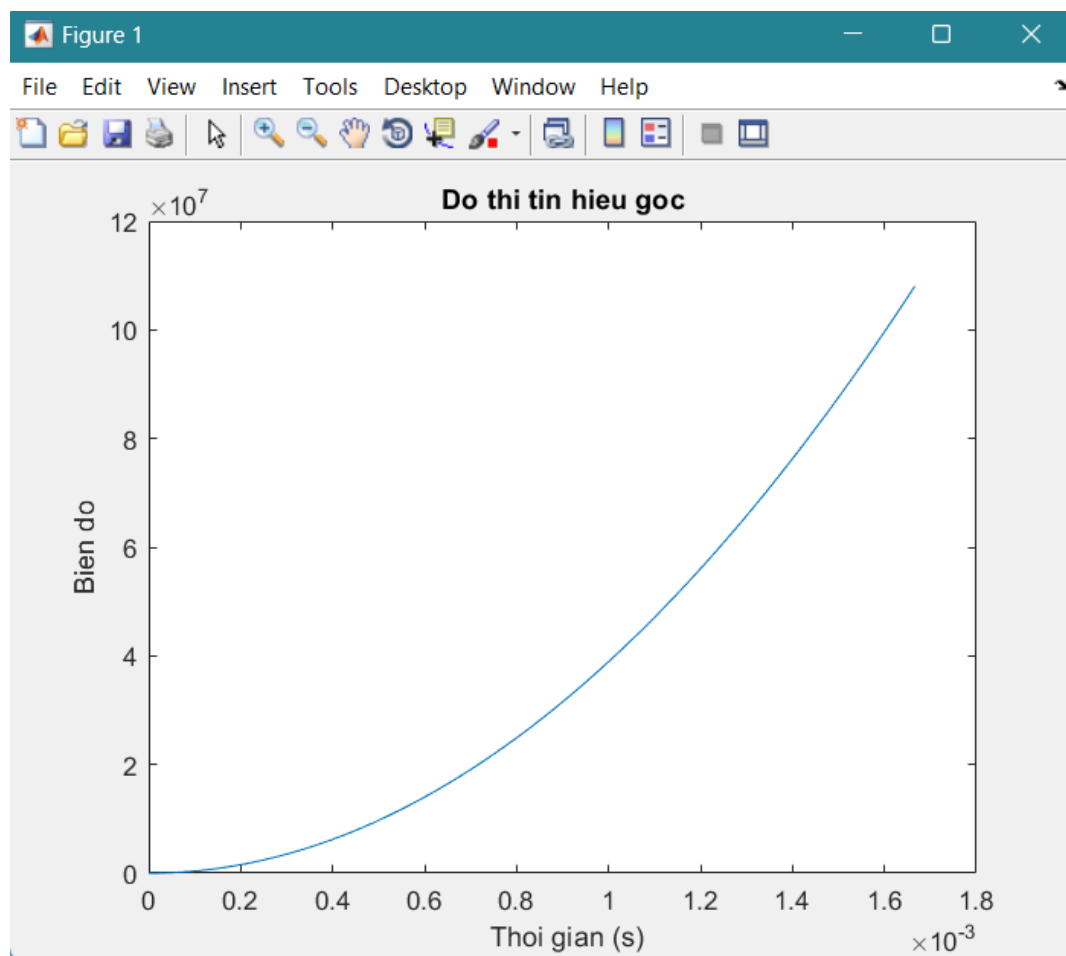 Figure 1
File Edit View Insert Tools Desktop Window Help
×10⁷
Do thi tin hieu goc
12
10
8
6
4
2
0
Bien do
0 0.2 0.4 0.6 0.8 1 1.2 1.4 1.6 1.8
Thoi gian (s)
×10⁻³